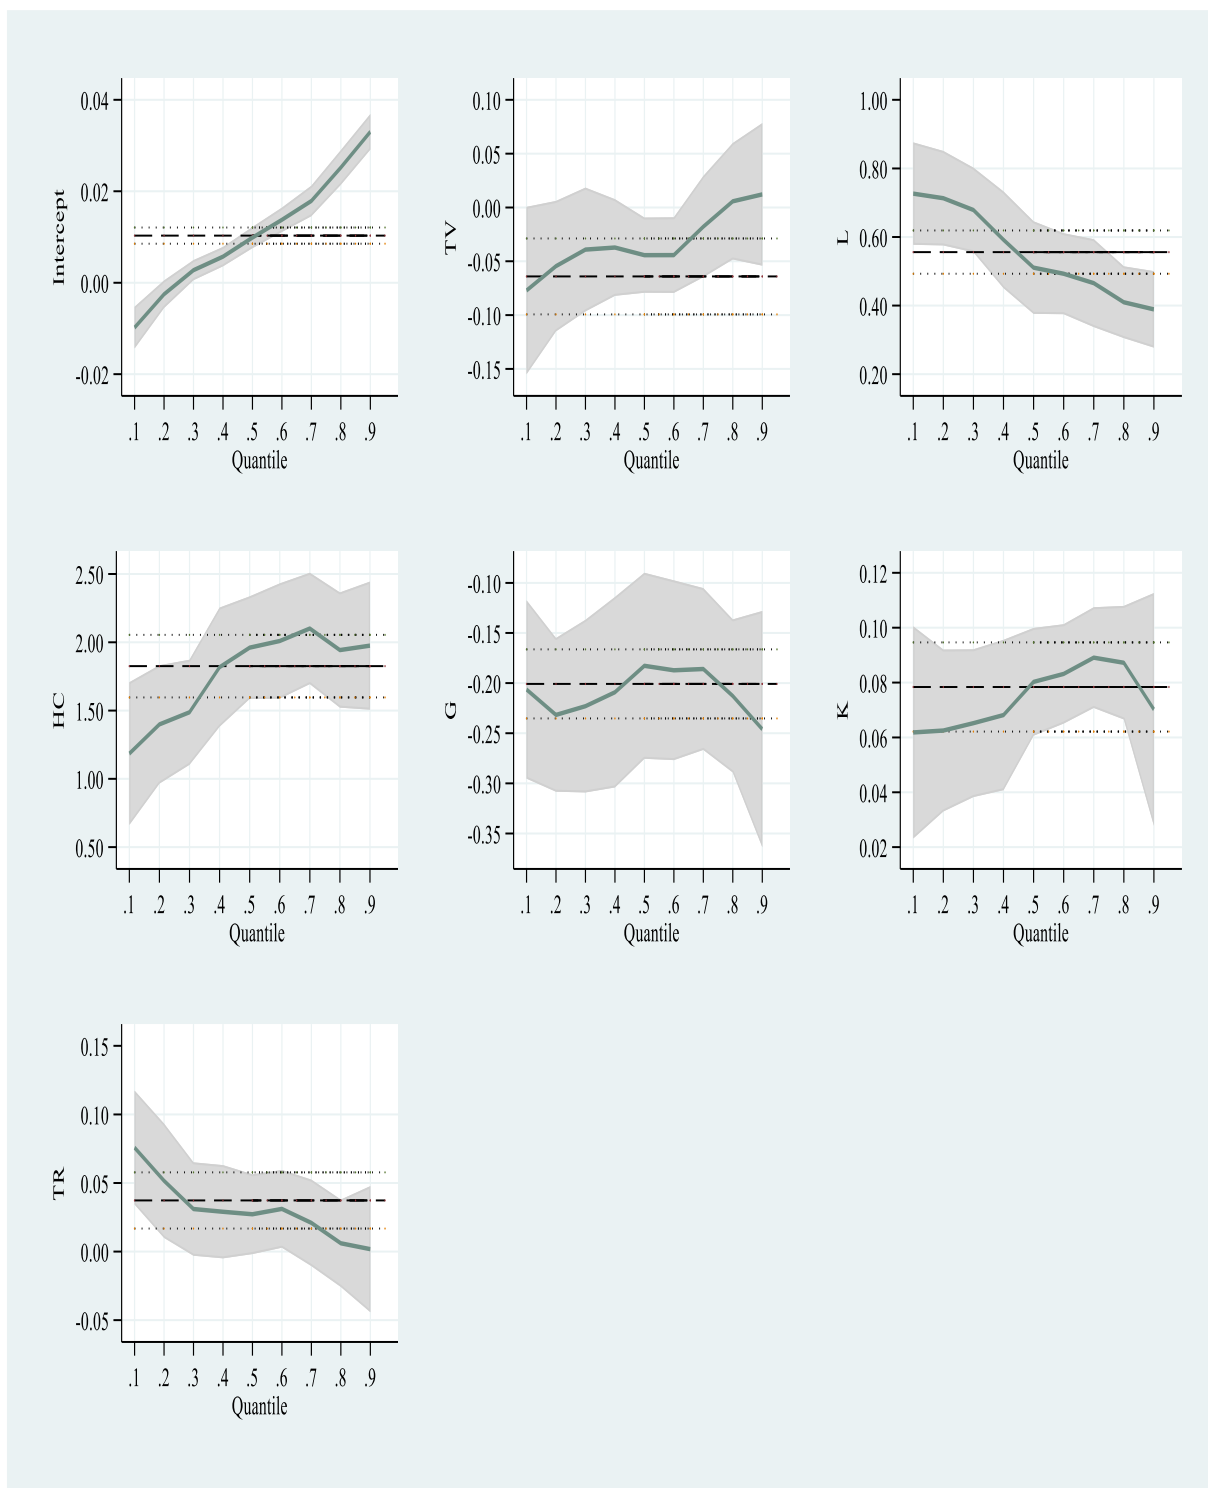 0.04
0.02
0.00
-0.02
Intercept
.1 .2 .3 .4 .5 .6 .7 .8 .9
Quantile
0.10
0.05
0.00
-0.05
-0.10
-0.15
TV
.1 .2 .3 .4 .5 .6 .7 .8 .9
Quantile
1.00
0.80
0.60
0.40
0.20
L
.1 .2 .3 .4 .5 .6 .7 .8 .9
Quantile
2.50
2.00
1.50
1.00
0.50
HC
.1 .2 .3 .4 .5 .6 .7 .8 .9
Quantile
-0.10
-0.15
-0.20
-0.25
-0.30
-0.35
G
.1 .2 .3 .4 .5 .6 .7 .8 .9
Quantile
0.12
0.10
0.08
0.06
0.04
0.02
K
.1 .2 .3 .4 .5 .6 .7 .8 .9
Quantile
0.15
0.10
0.05
0.00
-0.05
TR
.1 .2 .3 .4 .5 .6 .7 .8 .9
Quantile